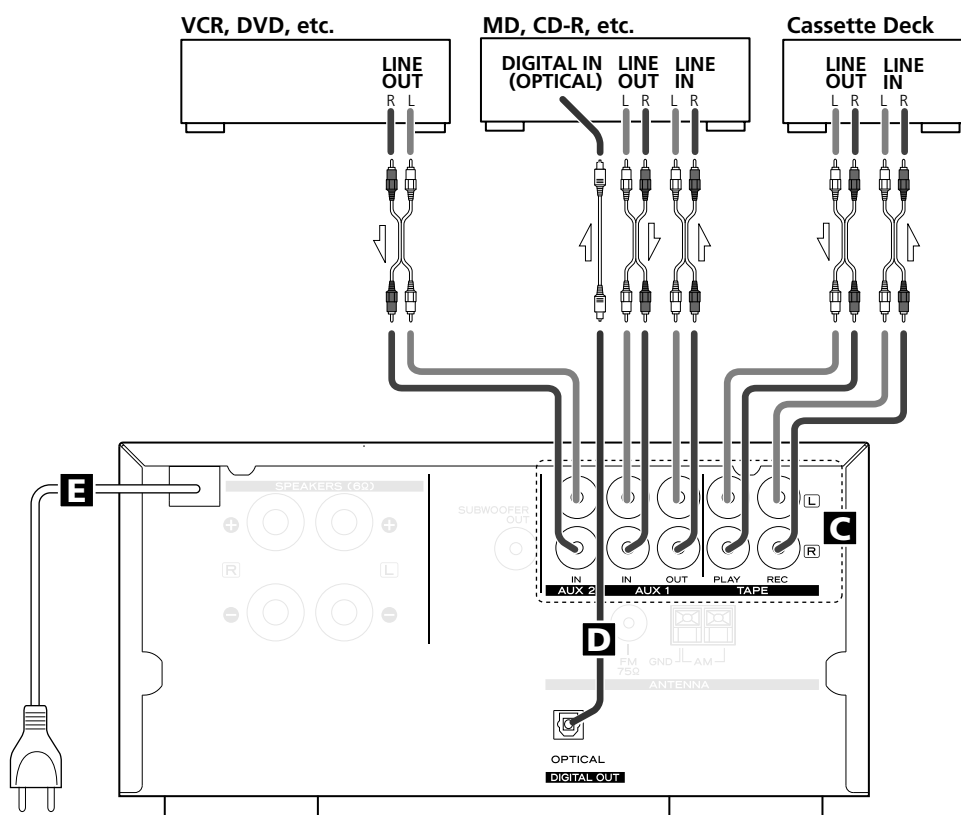 VCR, DVD, etc.
LINE OUT
R L
MD, CD-R, etc.
DIGITAL IN (OPTICAL)
LINE OUT
L R
LINE IN
L R
Cassette Deck
LINE OUT
L R
LINE IN
L R
E
SPEAKERS (6Ω)
+ +
R L
− −
SUBWOOFER OUT
L
R
C
IN IN OUT PLAY REC
AUX 2 AUX 1 TAPE
D
FM 75Ω
GND AM
ANTENNA
OPTICAL
DIGITAL OUT